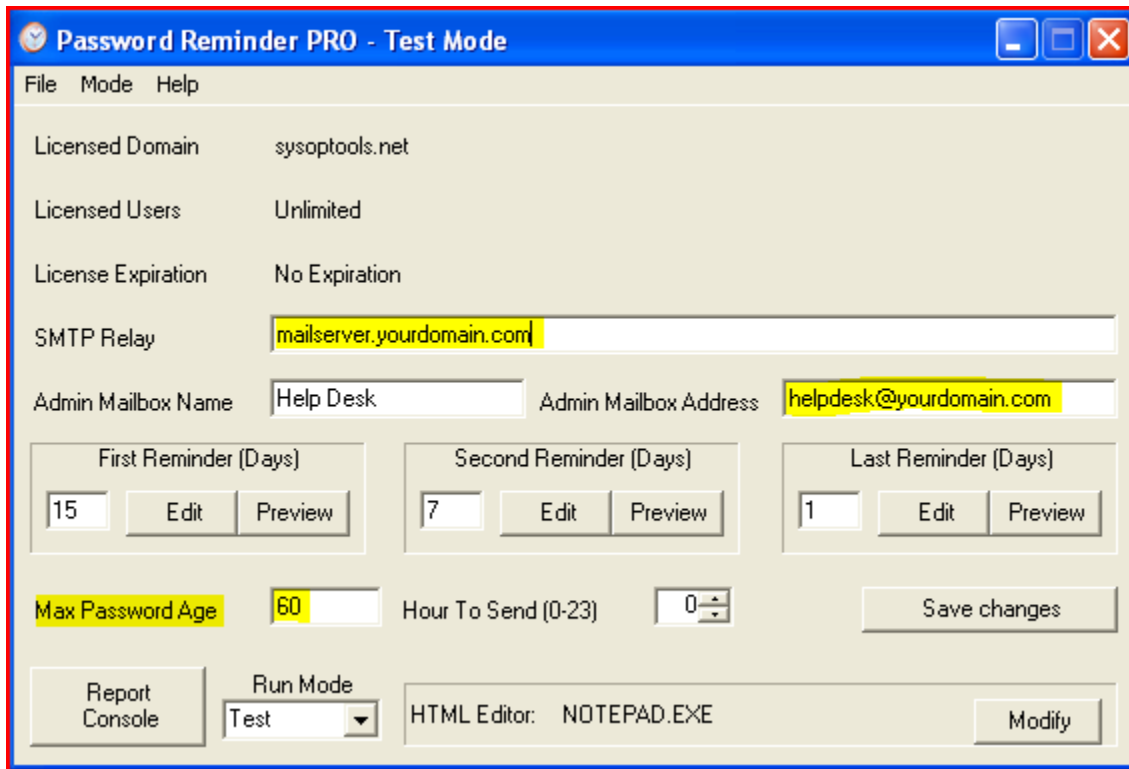 Password Reminder PRO - Test Mode
File Mode Help
Licensed Domain sysoptools.net
Licensed Users Unlimited
License Expiration No Expiration
SMTP Relay mailserver.yourdomain.com
Admin Mailbox Name Help Desk Admin Mailbox Address helpdesk@yourdomain.com
First Reminder (Days) Second Reminder (Days) Last Reminder (Days)
15 Edit Preview 7 Edit Preview 1 Edit Preview
Max Password Age 60 Hour To Send (0-23) 0 Save changes
Report Console
Run Mode
Test
HTML Editor: NOTEPAD.EXE Modify